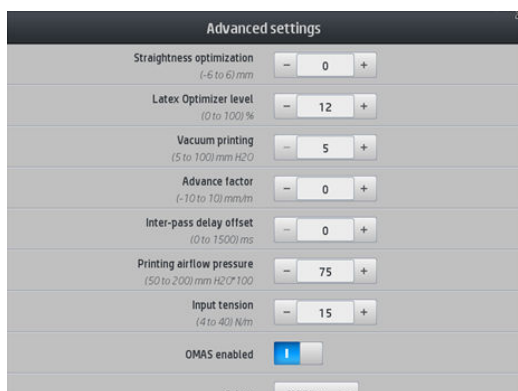 Advanced settings
Straightness optimization
(-6 to 6) mm
- 0 +
Latex Optimizer level
(0 to 100) %
- 12 +
Vacuum printing
(5 to 100) mm H2O
- 5 +
Advance factor
(-10 to 10) mm/m
- 0 +
Inter-pass delay offset
(0 to 1500) ms
- 0 +
Printing airflow pressure
(50 to 200) mm H2O*100
- 75 +
Input tension
(4 to 40) N/m
- 15 +
OMAS enabled
I